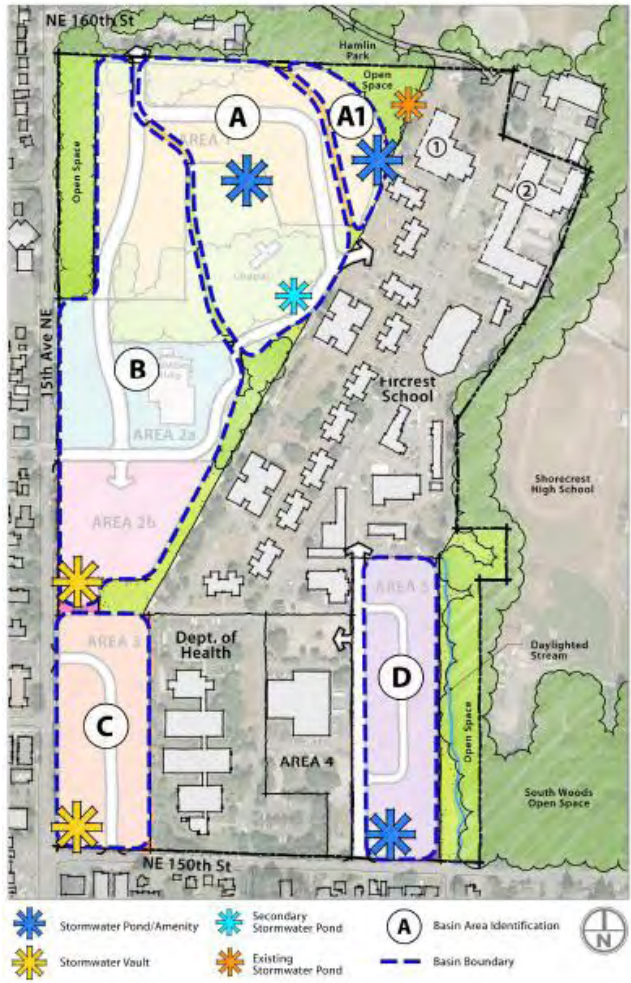 NE 160th St
Hamlin
Park
Open
Space
A
A1
AREA 1
Open Space
1
2
Chapel
15th Ave NE
B
Fircrest
School
AREA 2a
Shorecrest
High School
AREA 2b
AREA 5
AREA 3
Dept. of
Health
Daylighted
Stream
D
C
Open Space
AREA 4
South Woods
Open Space
NE 150th St
Stormwater Pond/Amenity
Secondary
Stormwater Pond
A
Basin Area Identification
N
Stormwater Vault
Existing
Stormwater Pond
Basin Boundary